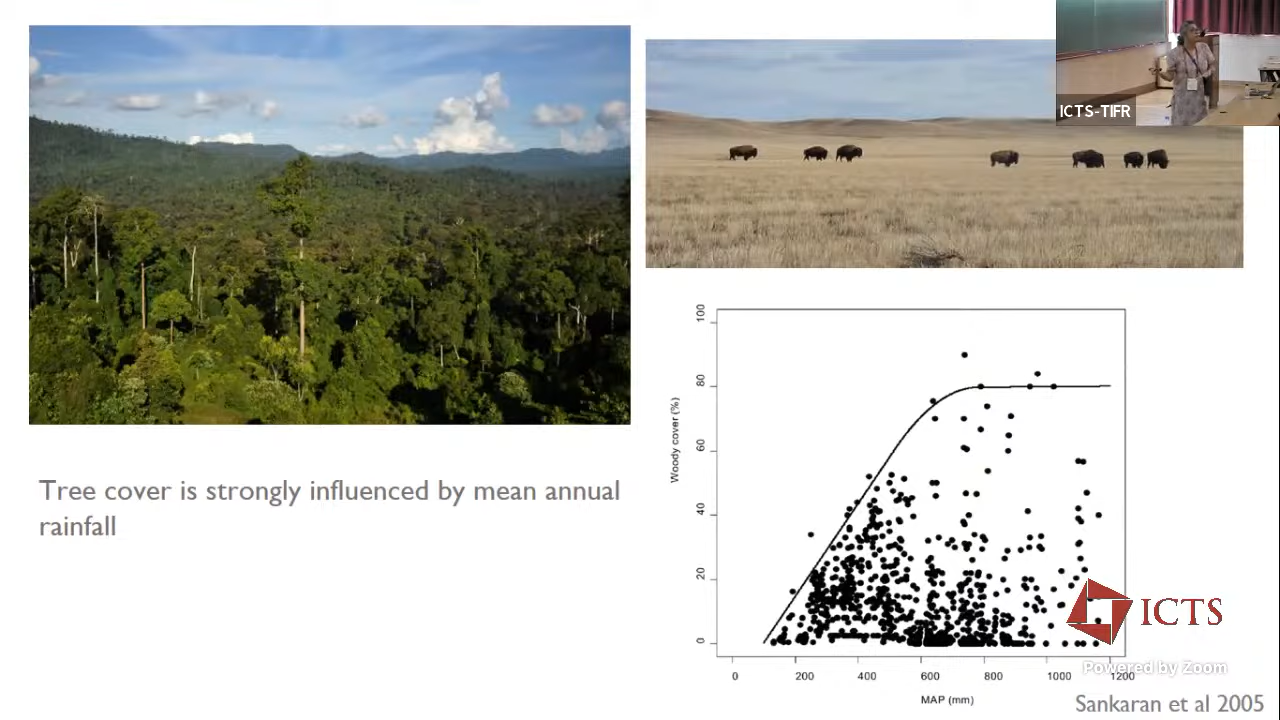 ICTS-TIFR
Tree cover is strongly influenced by mean annual
rainfall
100
80
60
40
20
0
Woody cover (%)
0 200 400 600 800 1000 1200
MAP (mm)
ICTS
Powered by Zoom
Sankaran et al 2005